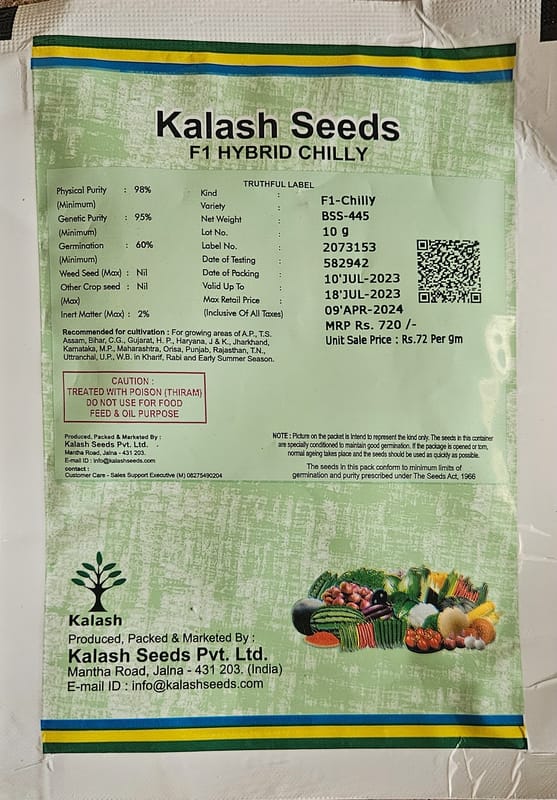 Kalash Seeds
F1 HYBRID CHILLY
TRUTHFUL LABEL
Physical Purity : 98%
(Minimum)
Genetic Purity : 95%
(Minimum)
Germination : 60%
(Minimum)
Weed Seed (Max) : Nil
Other Crop seed : Nil
(Max)
Inert Matter (Max) : 2%
Kind : F1-Chilly
Variety : BSS-445
Net Weight : 10 g
Lot No. : 2073153
Label No. : 582942
Date of Testing : 10'JUL-2023
Date of Packing : 18'JUL-2023
Valid Up To : 09'APR-2024
Max Retail Price : MRP Rs. 720 /-
(Inclusive Of All Taxes) Unit Sale Price : Rs.72 Per gm
Recommended for cultivation : For growing areas of A.P., T.S.
Assam, Bihar, C.G., Gujarat, H. P., Haryana, J & K., Jharkhand,
Karnataka, M.P., Maharashtra, Orisa, Punjab, Rajasthan, T.N.,
Uttranchal, U.P., W.B. in Kharif, Rabi and Early Summer Season.
CAUTION :
TREATED WITH POISON (THIRAM)
DO NOT USE FOR FOOD
FEED & OIL PURPOSE
Produced, Packed & Marketed By :
Kalash Seeds Pvt. Ltd.
Mantha Road, Jalna - 431 203.
E-mail ID : info@kalashseeds.com
contact :
Customer Care - Sales Support Executive (M) 08275490204
NOTE : Picture on the packet is intend to represent the kind only. The seeds in this container
are specially conditioned to maintain good germination. If the package is opened or torn,
normal ageing takes place and the seeds should be used as quickly as possible.
The seeds in this pack conform to minimum limits of
germination and purity prescribed under The Seeds Act, 1966
Kalash
Produced, Packed & Marketed By :
Kalash Seeds Pvt. Ltd.
Mantha Road, Jalna - 431 203. (India)
E-mail ID : info@kalashseeds.com